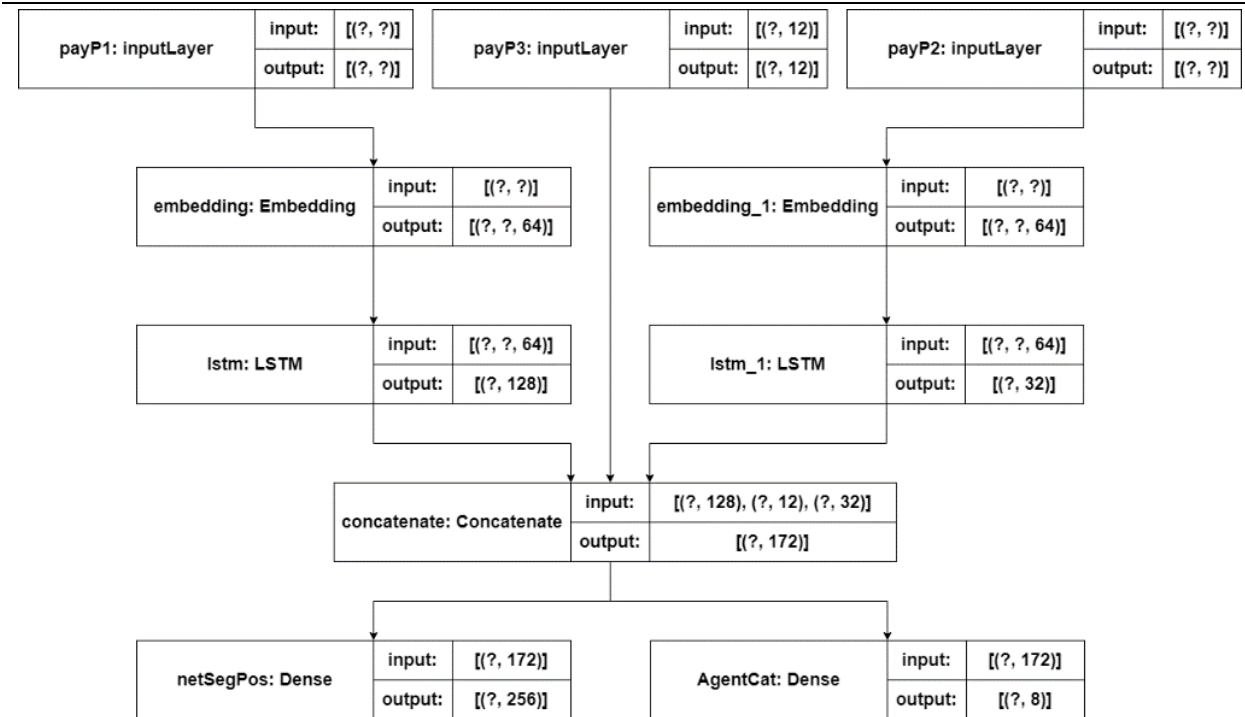 payP1: inputLayer
input: [(?, ?)]
output: [(?, ?)]
payP3: inputLayer
input: [(?, 12)]
output: [(?, 12)]
payP2: inputLayer
input: [(?, ?)]
output: [(?, ?)]
embedding: Embedding
input: [(?, ?)]
output: [(?, ?, 64)]
embedding_1: Embedding
input: [(?, ?)]
output: [(?, ?, 64)]
lstm: LSTM
input: [(?, ?, 64)]
output: [(?, 128)]
lstm_1: LSTM
input: [(?, ?, 64)]
output: [(?, 32)]
concatenate: Concatenate
input: [(?, 128), (?, 12), (?, 32)]
output: [(?, 172)]
netSegPos: Dense
input: [(?, 172)]
output: [(?, 256)]
AgentCat: Dense
input: [(?, 172)]
output: [(?, 8)]